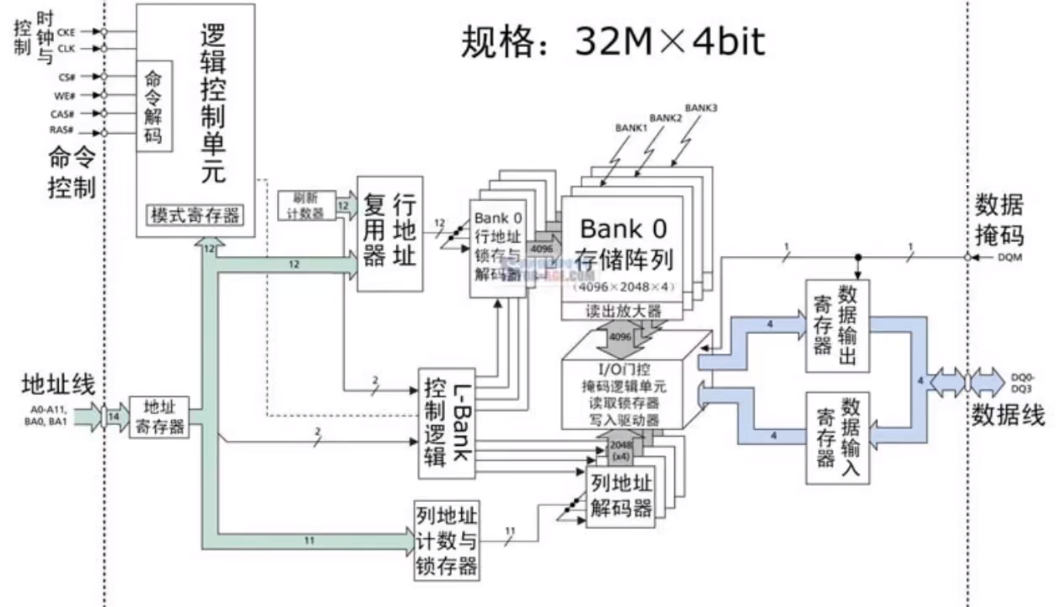 规格：32M×4bit
时钟与
控制
CKE
CLK
CS#
WE#
CAS#
RAS#
命令
控制
命令解码
逻辑控制单元
模式寄存器
12
刷新
计数器
12
12
行地址
复用器
12
Bank 0
行地址
锁存与
解码器
4096
BANK1
BANK2
BANK3
Bank 0
存储阵列
(4096×2048×4)
读出放大器
4096
I/O门控
掩码逻辑单元
读取锁存器
写入驱动器
2048
(x4)
列地址
解码器
数据
掩码
DQM
1
1
数据输出
寄存器
4
4
4
数据输入
寄存器
DQ0-
DQ3
数据线
地址线
A0-A11,
BA0, BA1
14
地址
寄存器
2
2
L-Bank
控制逻辑
11
列地址
计数与
锁存器
11